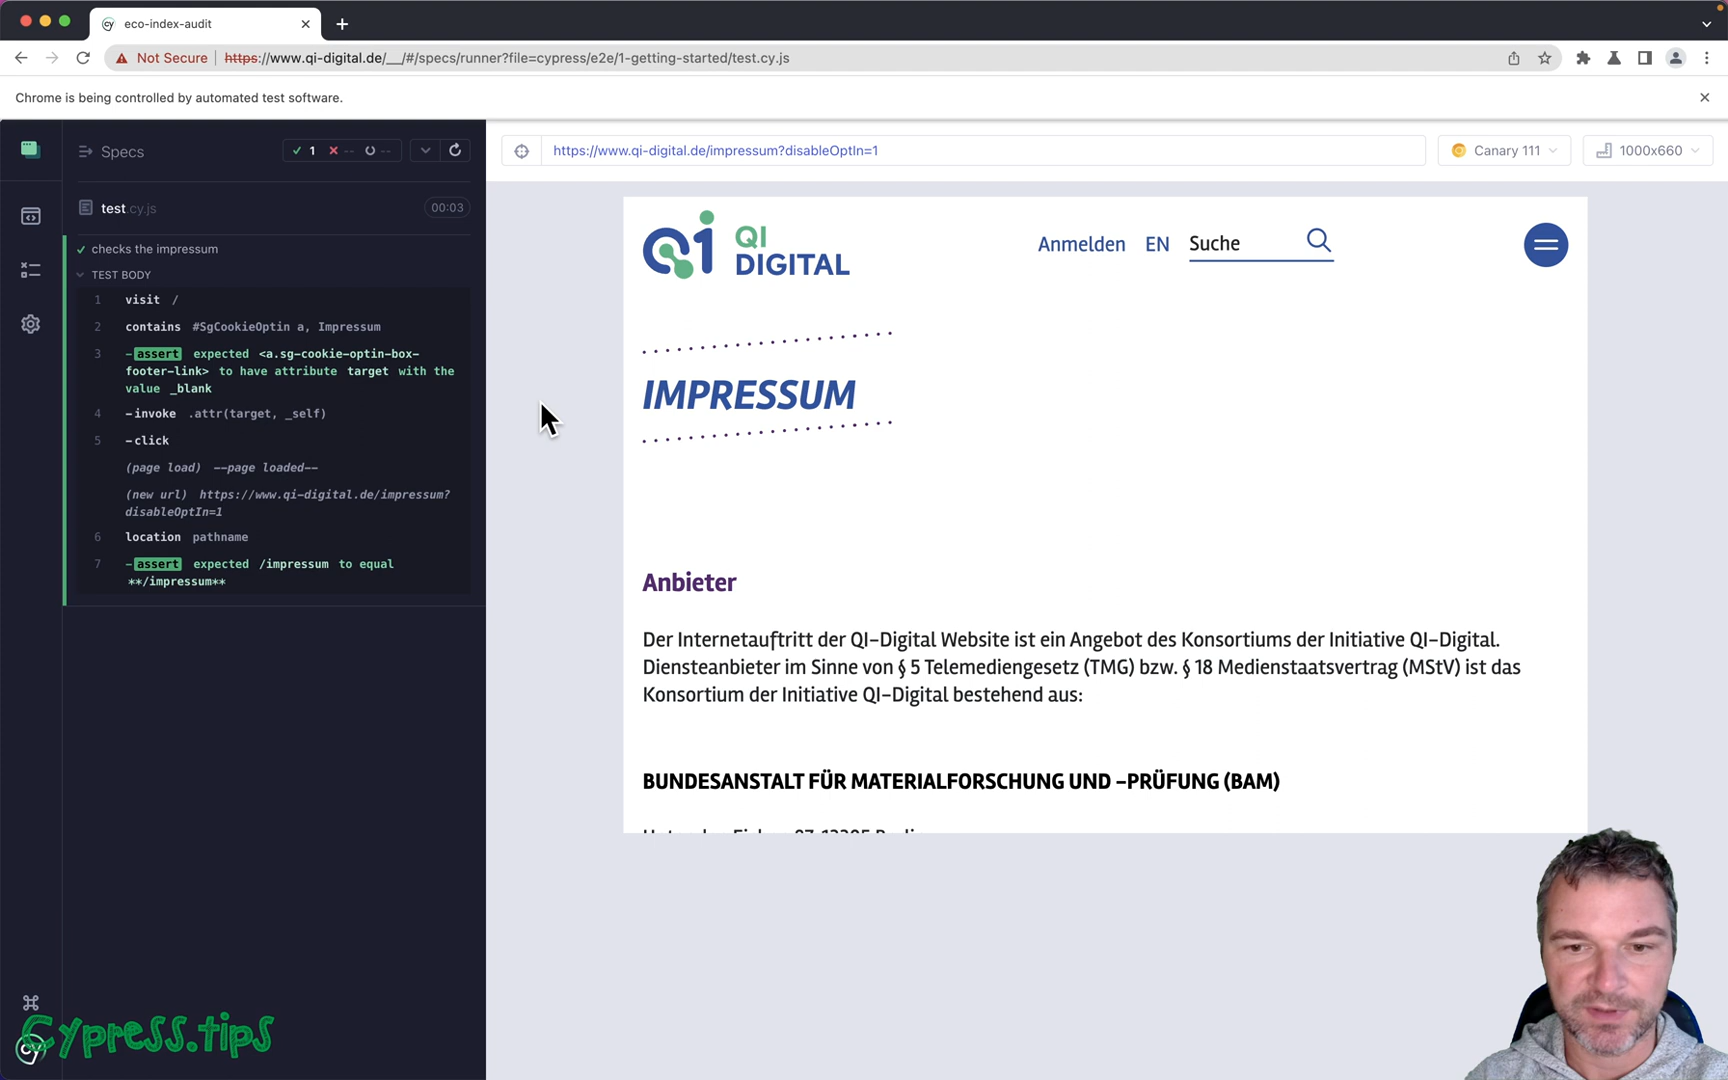 eco-index-audit
Not Secure
https://www.qi-digital.de/__/#/specs/runner?file=cypress/e2e/1-getting-started/test.cy.js
Chrome is being controlled by automated test software.
Specs
1 -- --
test.cy.js
00:03
checks the impressum
TEST BODY
1 visit /
2 contains #SgCookieOptin a, Impressum
3 -assert expected <a.sg-cookie-optin-box-
footer-link> to have attribute target with the
value _blank
4 -invoke .attr(target, _self)
5 -click
(page load) --page loaded--
(new url) https://www.qi-digital.de/impressum?
disableOptIn=1
6 location pathname
7 -assert expected /impressum to equal
**/impressum**
https://www.qi-digital.de/impressum?disableOptIn=1
Canary 111
1000x660
QI
DIGITAL
Anmelden EN Suche
IMPRESSUM
Anbieter
Der Internetauftritt der QI-Digital Website ist ein Angebot des Konsortiums der Initiative QI-Digital.
Diensteanbieter im Sinne von § 5 Telemediengesetz (TMG) bzw. § 18 Medienstaatsvertrag (MStV) ist das
Konsortium der Initiative QI-Digital bestehend aus:
BUNDESANSTALT FÜR MATERIALFORSCHUNG UND -PRÜFUNG (BAM)
Cypress.tips